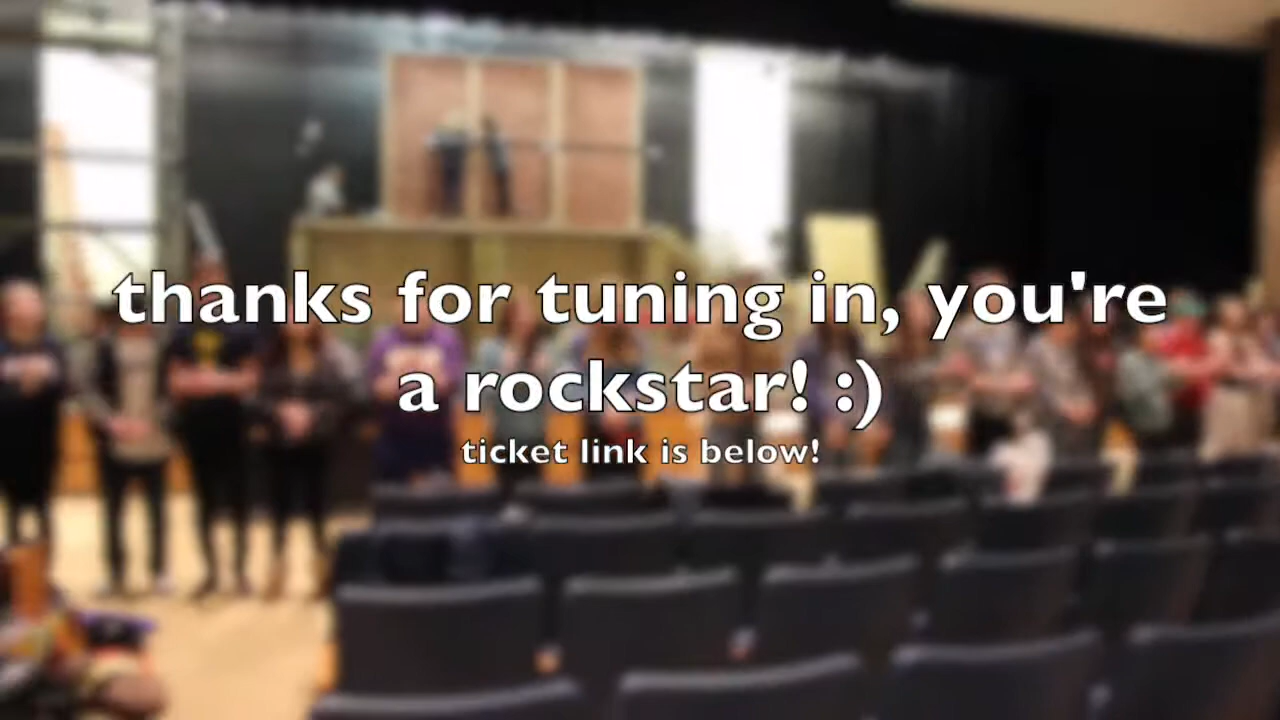 thanks for tuning in, you're
a rockstar! :)
ticket link is below!